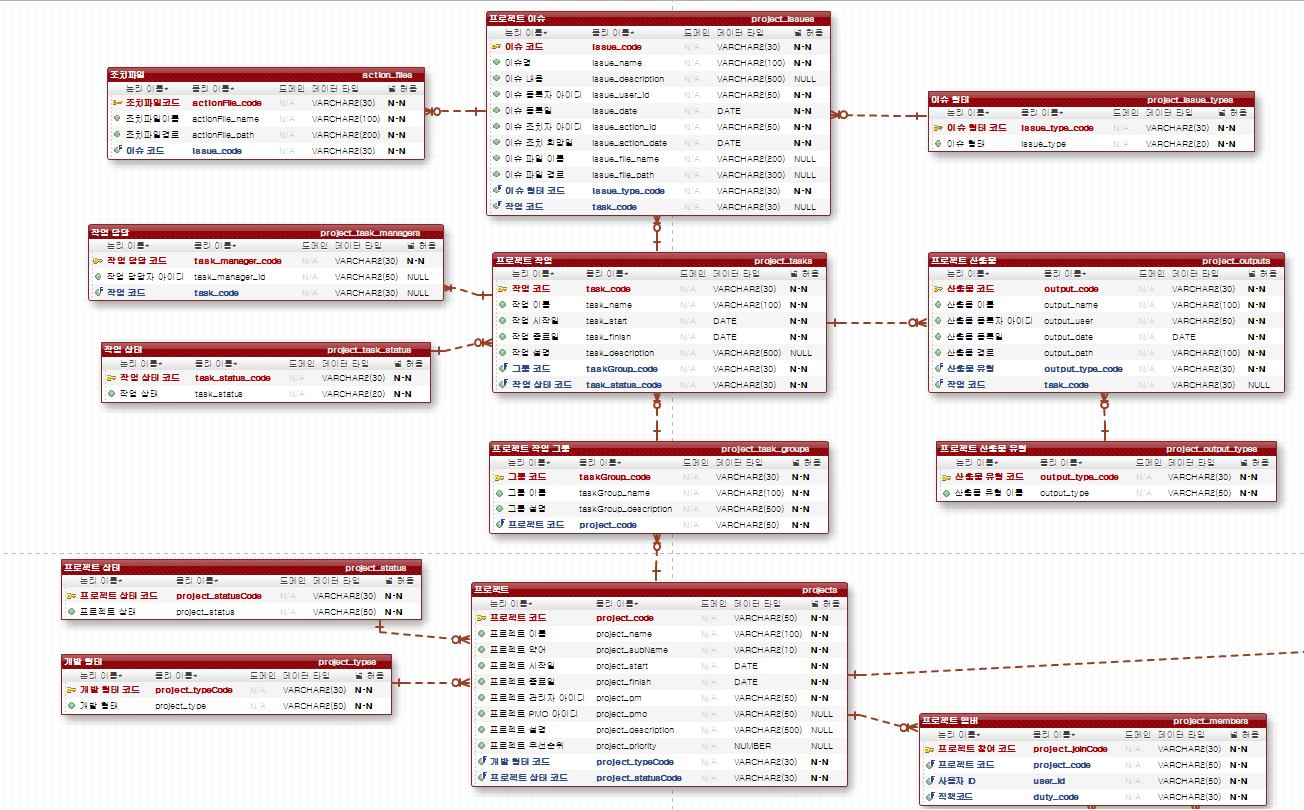 프로젝트 이슈 project_issues
논리 이름* 물리 이름* 도메인 데이터 타입 널 허용
이슈 코드 issue_code N/A VARCHAR2(30) N-N
이슈명 issue_name N/A VARCHAR2(100) N-N
이슈 내용 issue_description N/A VARCHAR2(500) NULL
이슈 등록자 아이디 issue_user_id N/A VARCHAR2(50) N-N
이슈 등록일 issue_date N/A DATE N-N
이슈 조치자 아이디 issue_action_id N/A VARCHAR2(50) N-N
이슈 조치 희망일 issue_action_date N/A DATE N-N
이슈 파일 이름 issue_file_name N/A VARCHAR2(200) NULL
이슈 파일 경로 issue_file_path N/A VARCHAR2(300) NULL
이슈 형태 코드 issue_type_code N/A VARCHAR2(30) N-N
작업 코드 task_code N/A VARCHAR2(30) NULL
조치파일 action_files
논리 이름* 물리 이름* 도메인 데이터 타입 널 허용
조치파일코드 actionFile_code N/A VARCHAR2(30) N-N
조치파일이름 actionFile_name N/A VARCHAR2(100) N-N
조치파일경로 actionFile_path N/A VARCHAR2(200) N-N
이슈 코드 issue_code N/A VARCHAR2(30) N-N
이슈 형태 project_issue_types
논리 이름* 물리 이름* 도메인 데이터 타입 널 허용
이슈 형태 코드 issue_type_code N/A VARCHAR2(30) N-N
이슈 형태 issue_type N/A VARCHAR2(20) N-N
작업 담당 project_task_managers
논리 이름* 물리 이름* 도메인 데이터 타입 널 허용
작업 담당 코드 task_manager_code N/A VARCHAR2(30) N-N
작업 담당자 아이디 task_manager_id N/A VARCHAR2(50) NULL
작업 코드 task_code N/A VARCHAR2(30) NULL
프로젝트 작업 project_tasks
논리 이름* 물리 이름* 도메인 데이터 타입 널 허용
작업 코드 task_code N/A VARCHAR2(30) N-N
작업 이름 task_name N/A VARCHAR2(100) N-N
작업 시작일 task_start N/A DATE N-N
작업 종료일 task_finish N/A DATE N-N
작업 설명 task_description N/A VARCHAR2(500) NULL
그룹 코드 taskGroup_code N/A VARCHAR2(30) N-N
작업 상태 코드 task_status_code N/A VARCHAR2(30) N-N
프로젝트 산출물 project_outputs
논리 이름* 물리 이름* 도메인 데이터 타입 널 허용
산출물 코드 output_code N/A VARCHAR2(30) N-N
산출물 이름 output_name N/A VARCHAR2(100) N-N
산출물 등록자 아이디 output_user N/A VARCHAR2(50) N-N
산출물 등록일 output_date N/A DATE N-N
산출물 경로 output_path N/A VARCHAR2(100) N-N
산출물 유형 output_type_code N/A VARCHAR2(30) N-N
작업 코드 task_code N/A VARCHAR2(30) NULL
작업 상태 project_task_status
논리 이름* 물리 이름* 도메인 데이터 타입 널 허용
작업 상태 코드 task_status_code N/A VARCHAR2(30) N-N
작업 상태 task_status N/A VARCHAR2(20) N-N
프로젝트 작업 그룹 project_task_groups
논리 이름* 물리 이름* 도메인 데이터 타입 널 허용
그룹 코드 taskGroup_code N/A VARCHAR2(30) N-N
그룹 이름 taskGroup_name N/A VARCHAR2(100) N-N
그룹 설명 taskGroup_description N/A VARCHAR2(500) N-N
프로젝트 코드 project_code N/A VARCHAR2(50) N-N
프로젝트 산출물 유형 project_output_types
논리 이름* 물리 이름* 도메인 데이터 타입 널 허용
산출물 유형 코드 output_type_code N/A VARCHAR2(30) N-N
산출물 유형 이름 output_type N/A VARCHAR2(50) N-N
프로젝트 상태 project_status
논리 이름* 물리 이름* 도메인 데이터 타입 널 허용
프로젝트 상태 코드 project_statusCode N/A VARCHAR2(30) N-N
프로젝트 상태 project_status N/A VARCHAR2(50) N-N
개발 형태 project_types
논리 이름* 물리 이름* 도메인 데이터 타입 널 허용
개발 형태 코드 project_typeCode N/A VARCHAR2(30) N-N
개발 형태 project_type N/A VARCHAR2(50) N-N
프로젝트 projects
논리 이름* 물리 이름* 도메인 데이터 타입 널 허용
프로젝트 코드 project_code N/A VARCHAR2(50) N-N
프로젝트 이름 project_name N/A VARCHAR2(100) N-N
프로젝트 약어 project_subName N/A VARCHAR2(10) N-N
프로젝트 시작일 project_start N/A DATE N-N
프로젝트 종료일 project_finish N/A DATE N-N
프로젝트 관리자 아이디 project_pm N/A VARCHAR2(50) N-N
프로젝트 PMO 아이디 project_pmo N/A VARCHAR2(50) NULL
프로젝트 설명 project_description N/A VARCHAR2(500) NULL
프로젝트 우선순위 project_priority N/A NUMBER NULL
개발 형태 코드 project_typeCode N/A VARCHAR2(30) N-N
프로젝트 상태 코드 project_statusCode N/A VARCHAR2(30) N-N
프로젝트 멤버 project_members
논리 이름* 물리 이름* 도메인 데이터 타입 널 허용
프로젝트 참여 코드 project_joinCode N/A VARCHAR2(30) N-N
프로젝트 코드 project_code N/A VARCHAR2(50) N-N
사용자 ID user_id N/A VARCHAR2(50) N-N
직책코드 duty_code N/A VARCHAR2(30) N-N